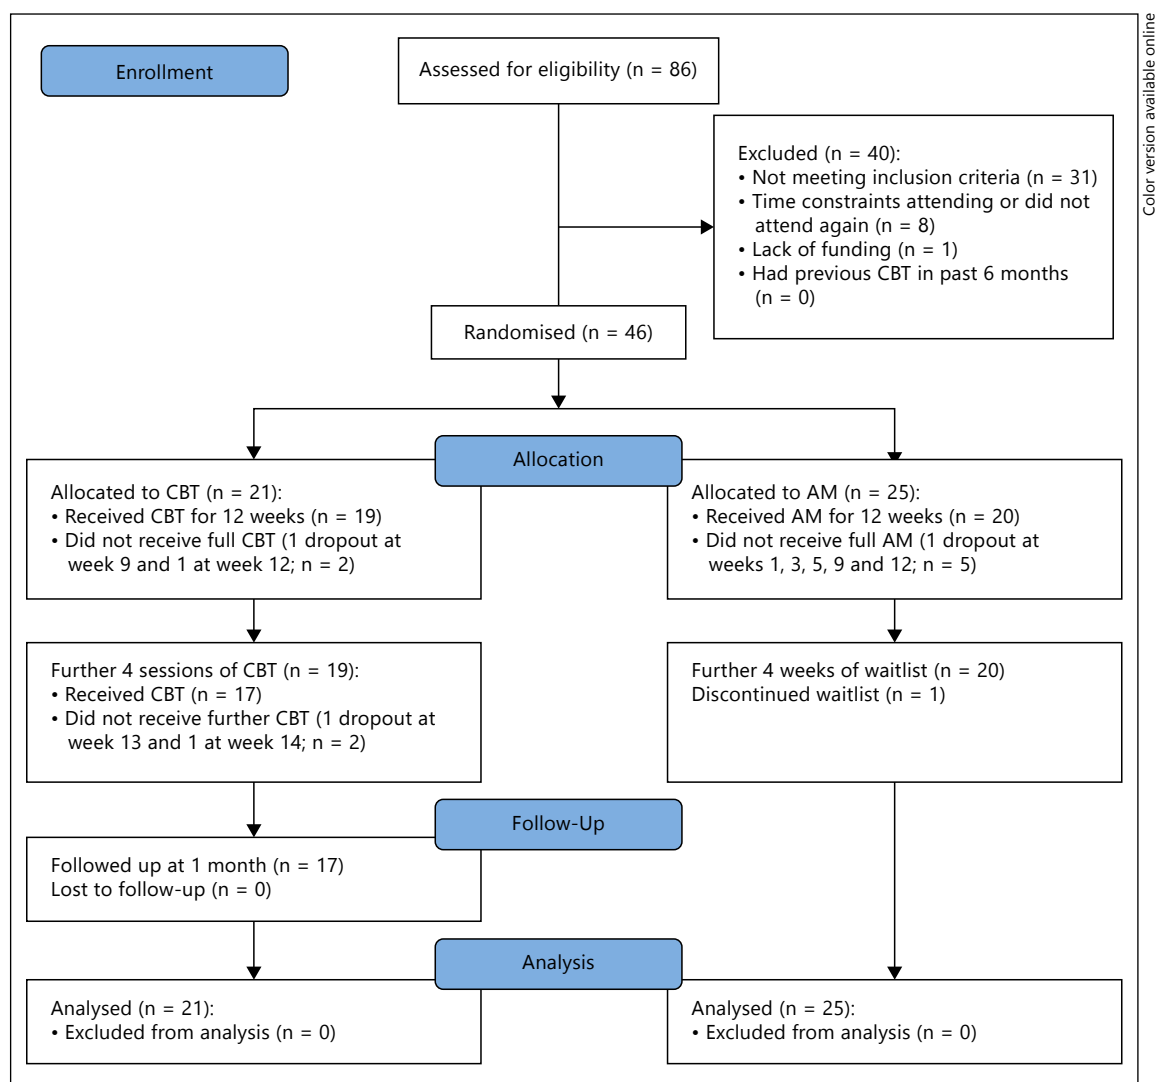 Enrollment
Assessed for eligibility (n = 86)
Excluded (n = 40):
• Not meeting inclusion criteria (n = 31)
• Time constraints attending or did not
attend again (n = 8)
• Lack of funding (n = 1)
• Had previous CBT in past 6 months
(n = 0)
Randomised (n = 46)
Allocation
Allocated to CBT (n = 21):
• Received CBT for 12 weeks (n = 19)
• Did not receive full CBT (1 dropout at
week 9 and 1 at week 12; n = 2)
Allocated to AM (n = 25):
• Received AM for 12 weeks (n = 20)
• Did not receive full AM (1 dropout at
weeks 1, 3, 5, 9 and 12; n = 5)
Further 4 sessions of CBT (n = 19):
• Received CBT (n = 17)
• Did not receive further CBT (1 dropout at
week 13 and 1 at week 14; n = 2)
Further 4 weeks of waitlist (n = 20)
Discontinued waitlist (n = 1)
Follow-Up
Followed up at 1 month (n = 17)
Lost to follow-up (n = 0)
Analysis
Analysed (n = 21):
• Excluded from analysis (n = 0)
Analysed (n = 25):
• Excluded from analysis (n = 0)
Color version available online